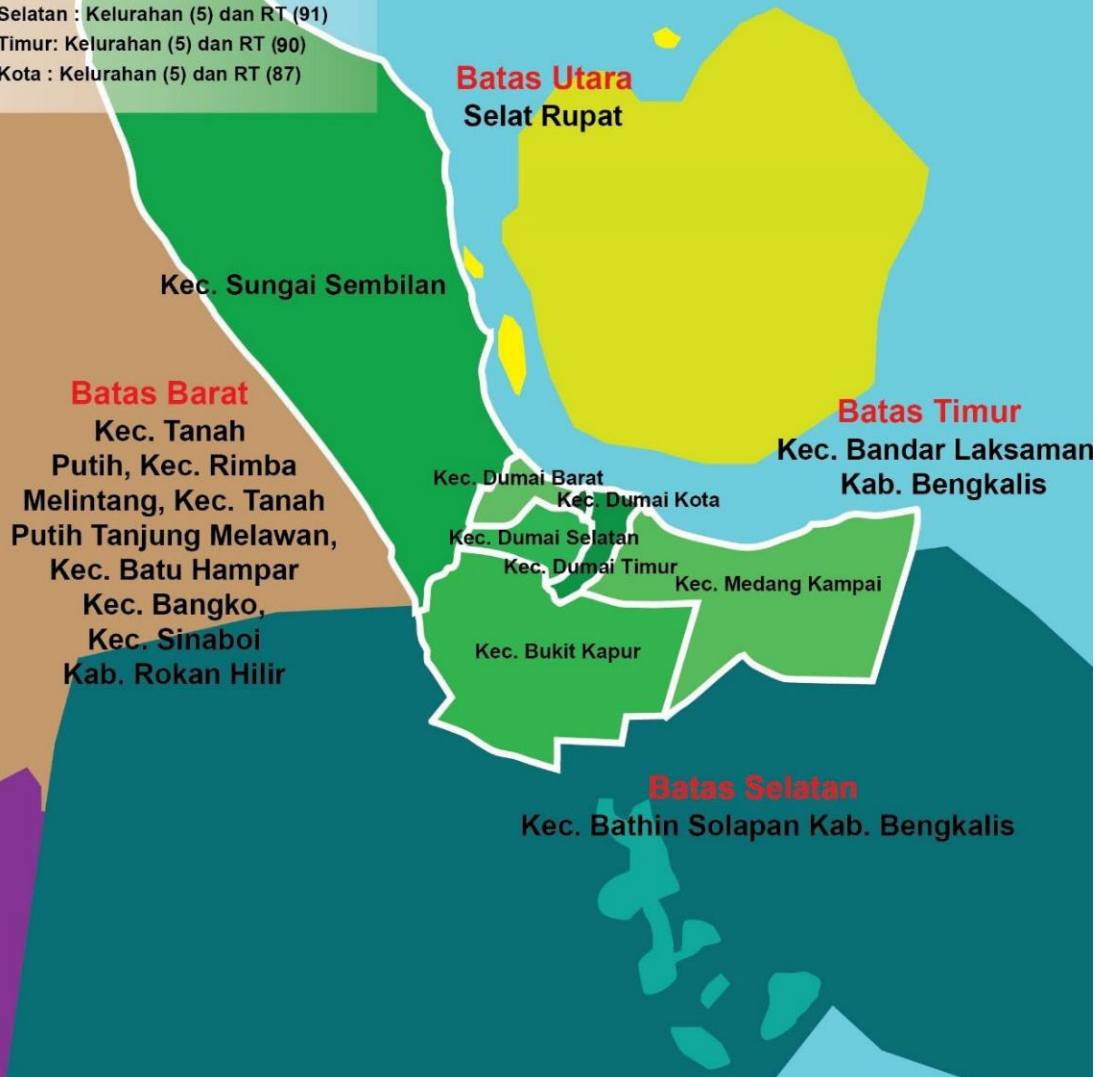 Selatan : Kelurahan (5) dan RT (91)
Timur: Kelurahan (5) dan RT (90)
Kota : Kelurahan (5) dan RT (87)
Batas Utara
Selat Rupat
Kec. Sungai Sembilan
Batas Barat
Kec. Tanah
Putih, Kec. Rimba
Melintang, Kec. Tanah
Putih Tanjung Melawan,
Kec. Batu Hampar
Kec. Bangko,
Kec. Sinaboi
Kab. Rokan Hilir
Batas Timur
Kec. Bandar Laksaman
Kab. Bengkalis
Kec. Dumai Barat
Kec. Dumai Kota
Kec. Dumai Selatan
Kec. Dumai Timur
Kec. Medang Kampai
Kec. Bukit Kapur
Batas Selatan
Kec. Bathin Solapan Kab. Bengkalis